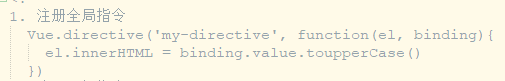 1. 注册全局指令
Vue.directive('my-directive', function(el, binding){
el.innerHTML = binding.value.toupperCase()
})